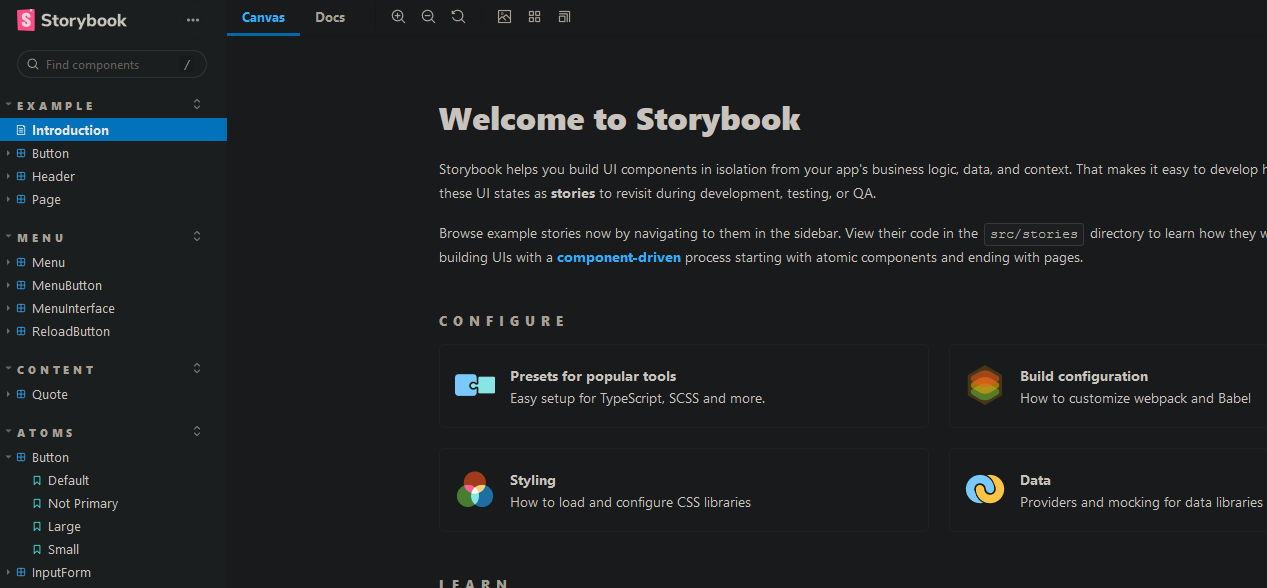 Storybook
Canvas Docs
Find components /
EXAMPLE
Introduction
Button
Header
Page
MENU
Menu
MenuButton
MenuInterface
ReloadButton
CONTENT
Quote
ATOMS
Button
Default
Not Primary
Large
Small
InputForm
Welcome to Storybook
Storybook helps you build UI components in isolation from your app's business logic, data, and context. That makes it easy to develop
these UI states as stories to revisit during development, testing, or QA.
Browse example stories now by navigating to them in the sidebar. View their code in the src/stories directory to learn how they
building UIs with a component-driven process starting with atomic components and ending with pages.
CONFIGURE
Presets for popular tools
Easy setup for TypeScript, SCSS and more.
Build configuration
How to customize webpack and Babel
Styling
How to load and configure CSS libraries
Data
Providers and mocking for data libraries
LEARN